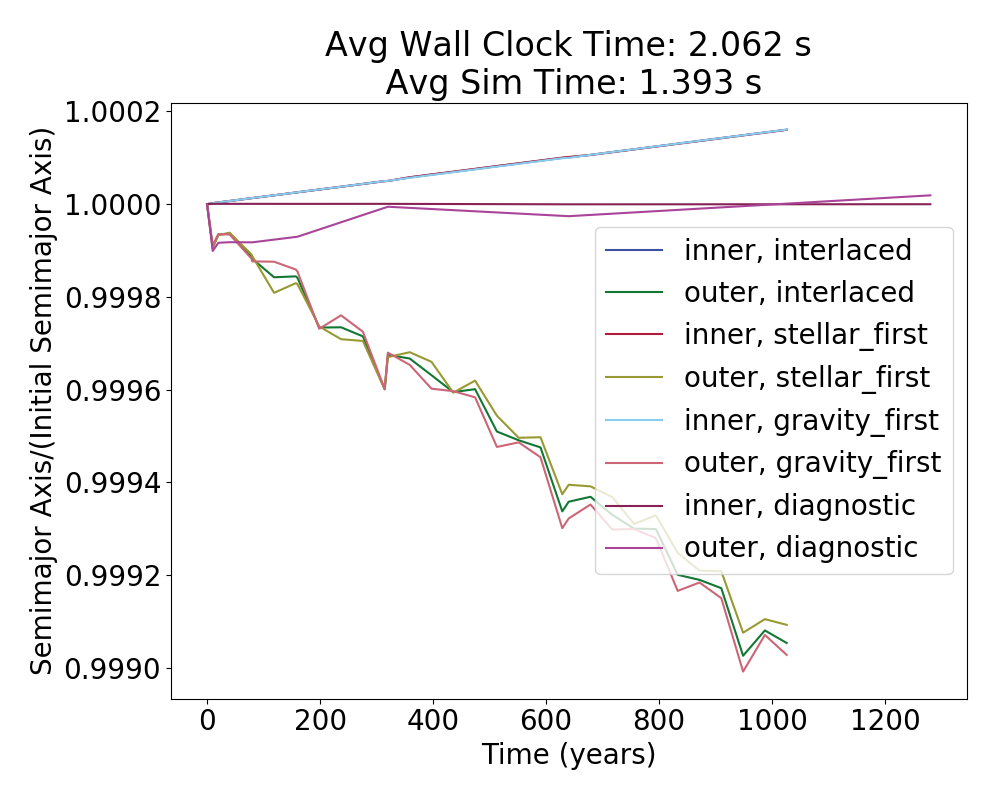 Avg Wall Clock Time: 2.062 s
Avg Sim Time: 1.393 s
Semimajor Axis/(Initial Semimajor Axis)
1.0002
1.0000
0.9998
0.9996
0.9994
0.9992
0.9990
inner, interlaced
outer, interlaced
inner, stellar_first
outer, stellar_first
inner, gravity_first
outer, gravity_first
inner, diagnostic
outer, diagnostic
0 200 400 600 800 1000 1200
Time (years)